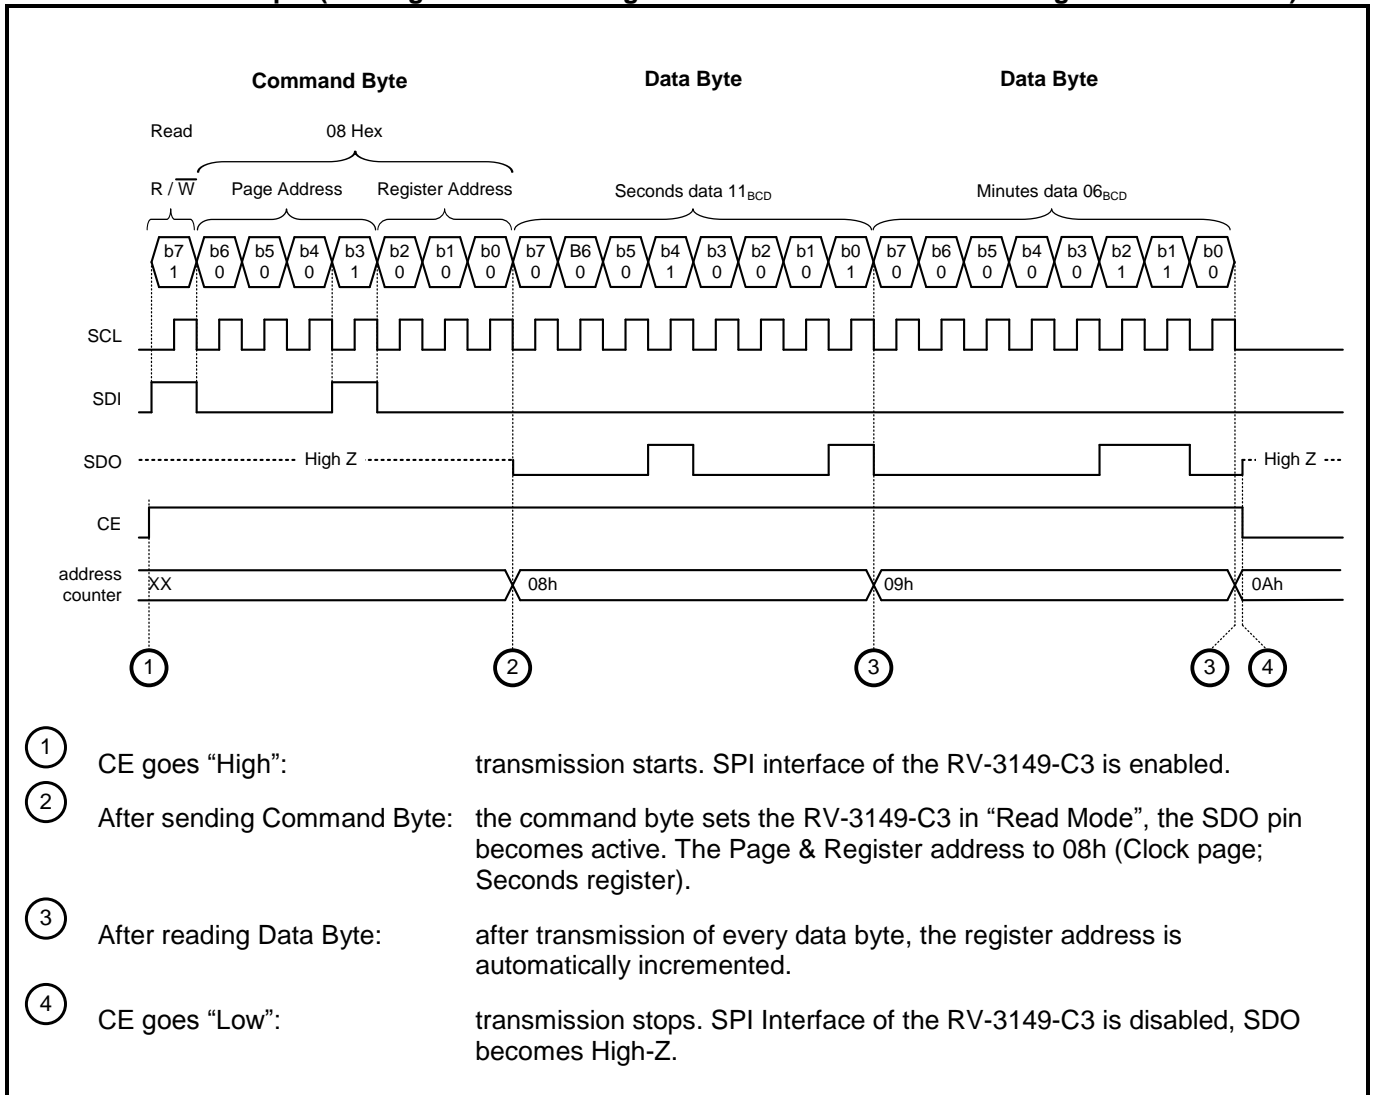 Command Byte Data Byte Data Byte
Read 08 Hex
R / W Page Address Register Address Seconds data 11BCD Minutes data 06BCD
b7 b6 b5 b4 b3 b2 b1 b0 b7 B6 b5 b4 b3 b2 b1 b0 b7 b6 b5 b4 b3 b2 b1 b0
1 0 0 0 1 0 0 0 0 0 0 1 0 0 0 1 0 0 0 0 0 1 1 0
SCL
SDI
SDO High Z High Z
CE
address
counter
XX 08h 09h 0Ah
1 2 3 3 4
1 CE goes “High”: transmission starts. SPI interface of the RV-3149-C3 is enabled.
2 After sending Command Byte: the command byte sets the RV-3149-C3 in “Read Mode”, the SDO pin
becomes active. The Page & Register address to 08h (Clock page;
Seconds register).
3 After reading Data Byte: after transmission of every data byte, the register address is
automatically incremented.
4 CE goes “Low”: transmission stops. SPI Interface of the RV-3149-C3 is disabled, SDO
becomes High-Z.